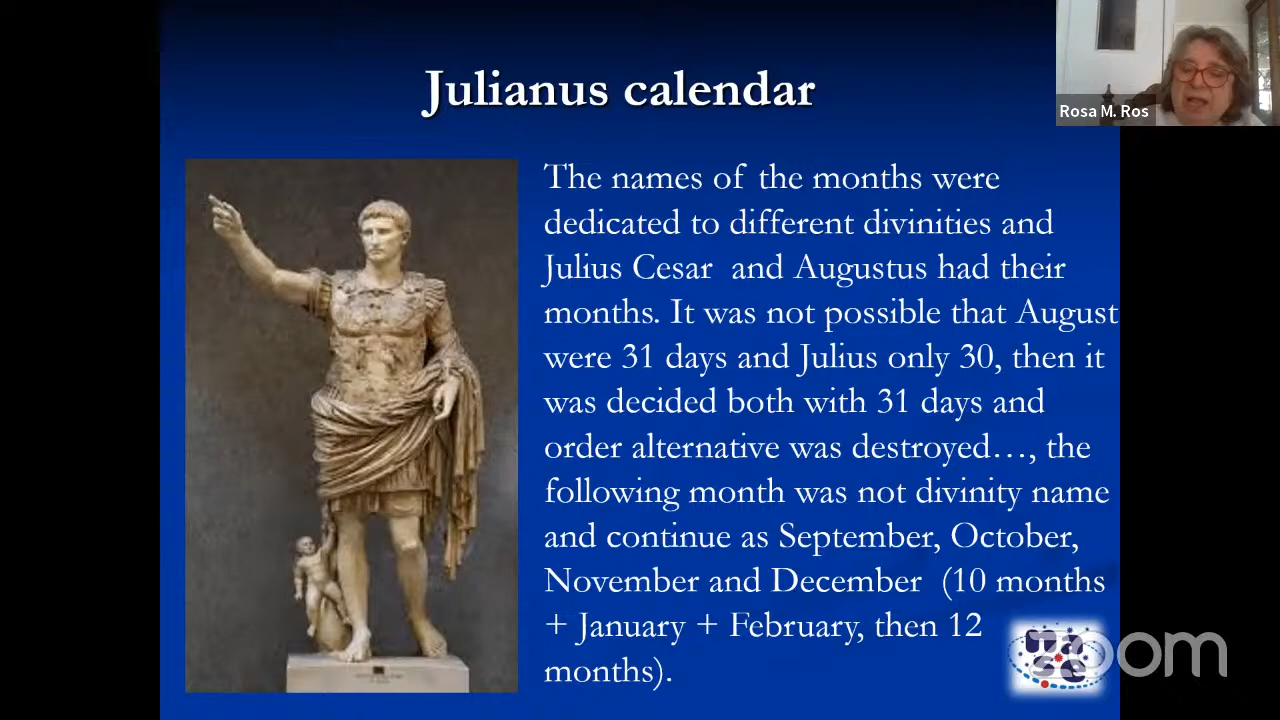 Julianus calendar
Rosa M. Ros
The names of the months were
dedicated to different divinities and
Julius Cesar and Augustus had their
months. It was not possible that August
were 31 days and Julius only 30, then it
was decided both with 31 days and
order alternative was destroyed…, the
following month was not divinity name
and continue as September, October,
November and December (10 months
+ January + February, then 12
months).
zoom